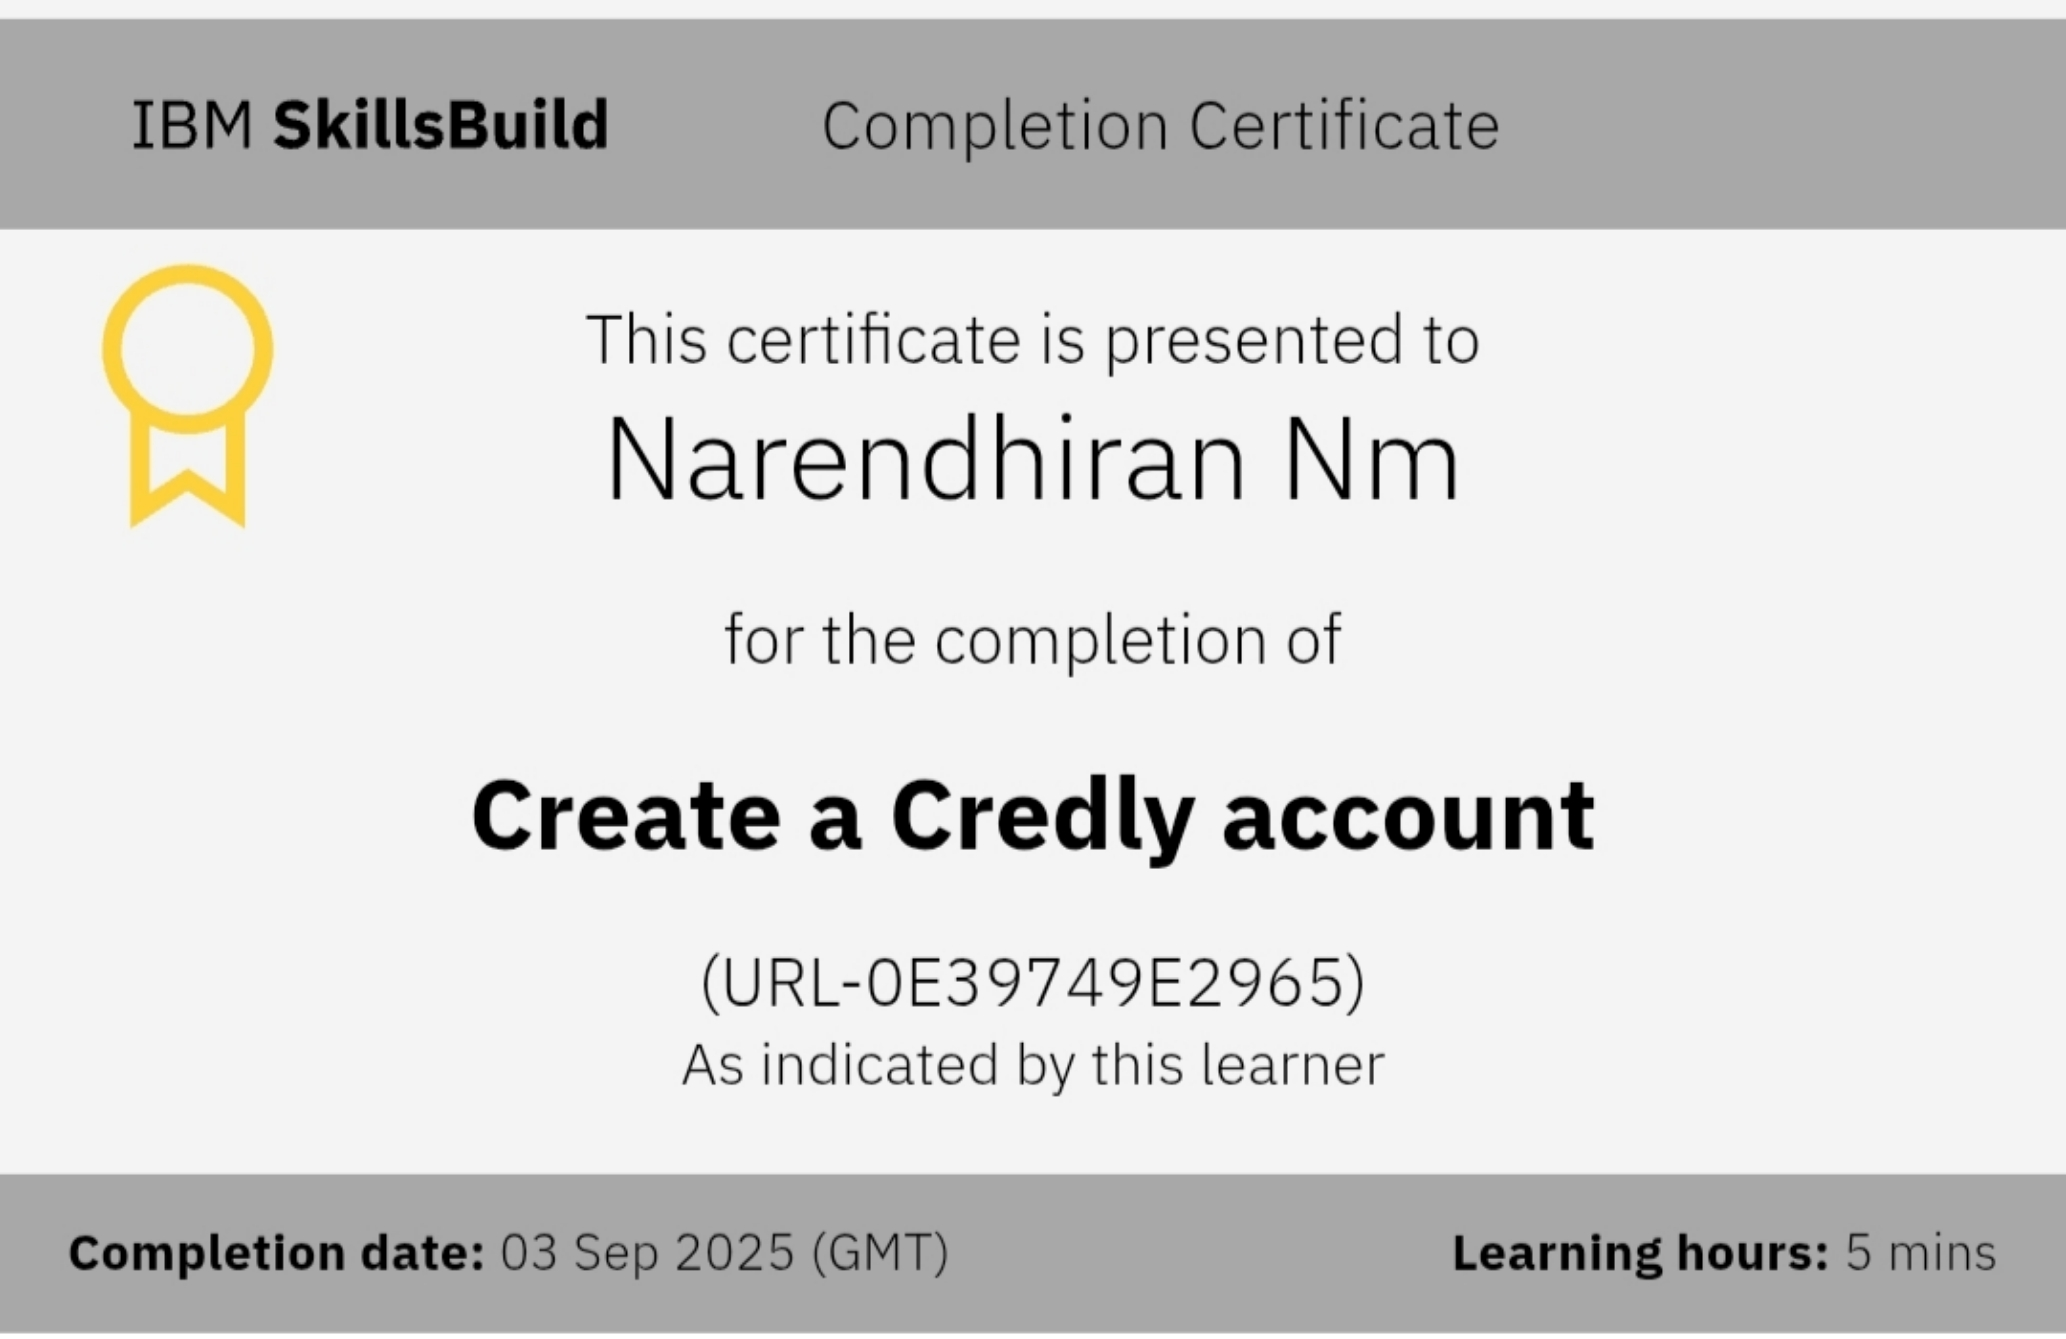 IBM SkillsBuild
Completion Certificate
This certificate is presented to
Narendhiran Nm
for the completion of
Create a Credly account
(URL-0E39749E2965)
As indicated by this learner
Completion date: 03 Sep 2025 (GMT)
Learning hours: 5 mins